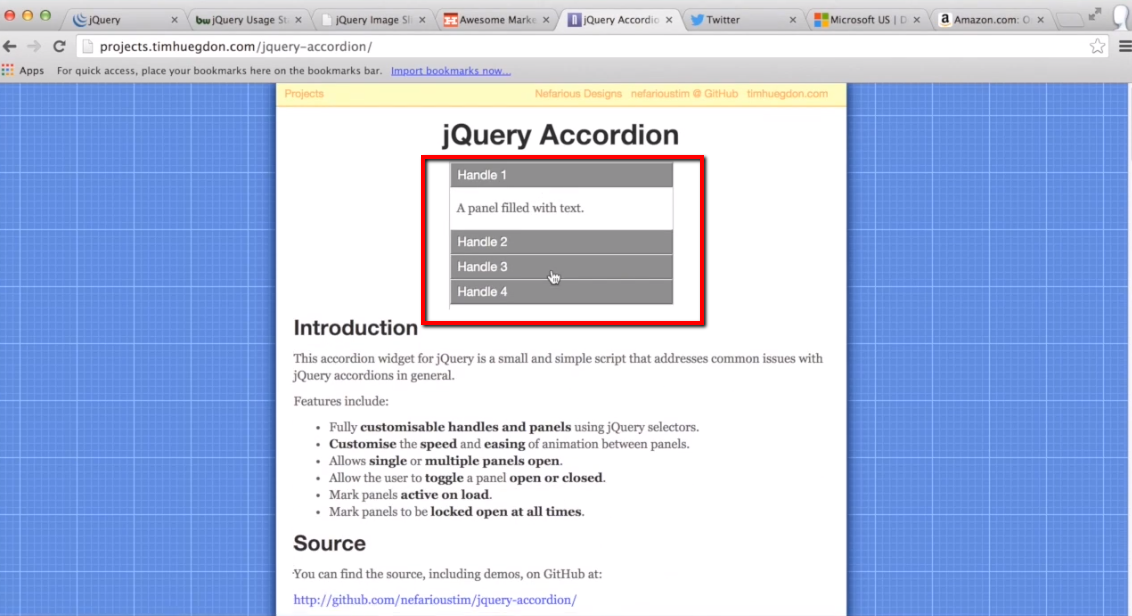 jQuery
jQuery Usage St
jQuery Image Sl
Awesome Marke
jQuery Accordio
Twitter
Microsoft US | D
Amazon.com: O
projects.timhuegdon.com/jquery-accordion/
Apps For quick access, place your bookmarks here on the bookmarks bar. Import bookmarks now...
Projects Nefarious Designs nefarioustim @ GitHub timhuegdon.com
jQuery Accordion
Handle 1
A panel filled with text.
Handle 2
Handle 3
Handle 4
Introduction
This accordion widget for jQuery is a small and simple script that addresses common issues with
jQuery accordions in general.
Features include:
• Fully customisable handles and panels using jQuery selectors.
• Customise the speed and easing of animation between panels.
• Allows single or multiple panels open.
• Allow the user to toggle a panel open or closed.
• Mark panels active on load.
• Mark panels to be locked open at all times.
Source
You can find the source, including demos, on GitHub at:
http://github.com/nefarioustim/jquery-accordion/